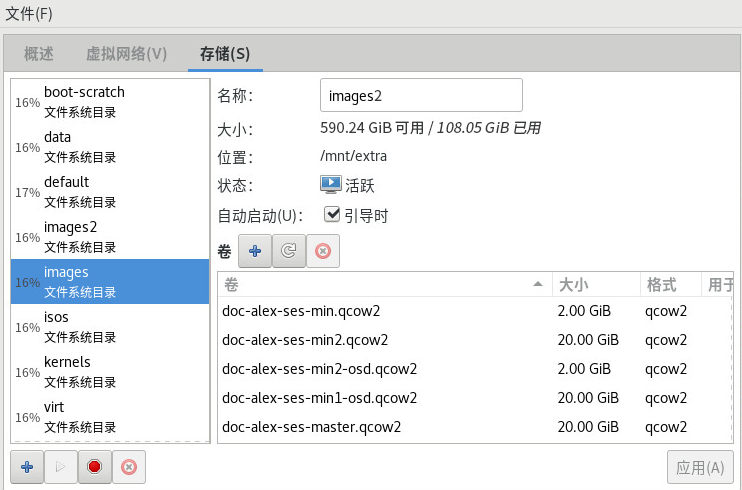 文件(F)
概述 虚拟网络(V) 存储(S)
16% boot-scratch
文件系统目录
16% data
文件系统目录
17% default
文件系统目录
16% images2
文件系统目录
16% images
文件系统目录
16% isos
文件系统目录
16% kernels
文件系统目录
16% virt
文件系统目录
名称: images2
大小: 590.24 GiB 可用 / 108.05 GiB 已用
位置: /mnt/extra
状态: 活跃
自动启动(U): 引导时
卷
卷 大小 格式 用于
doc-alex-ses-min.qcow2 2.00 GiB qcow2
doc-alex-ses-min2.qcow2 20.00 GiB qcow2
doc-alex-ses-min2-osd.qcow2 2.00 GiB qcow2
doc-alex-ses-min1-osd.qcow2 20.00 GiB qcow2
doc-alex-ses-master.qcow2 20.00 GiB qcow2
应用(A)